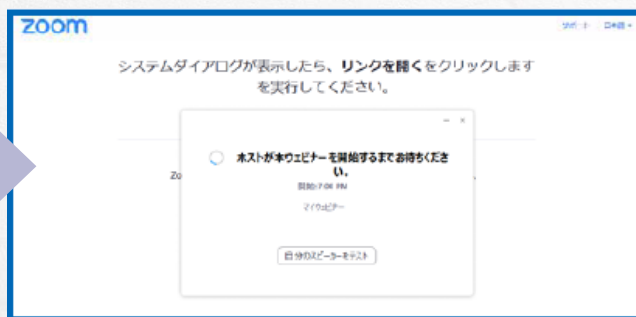 zoom
サポート 日本語
システムダイアログが表示したら、リンクを開くをクリックします
を実行してください。
Zo
ホストが本ウェビナーを開始するまでお待ちくださ
い。
開始:7:00 PM
マイウェビナー
自分のスピーカーをテスト